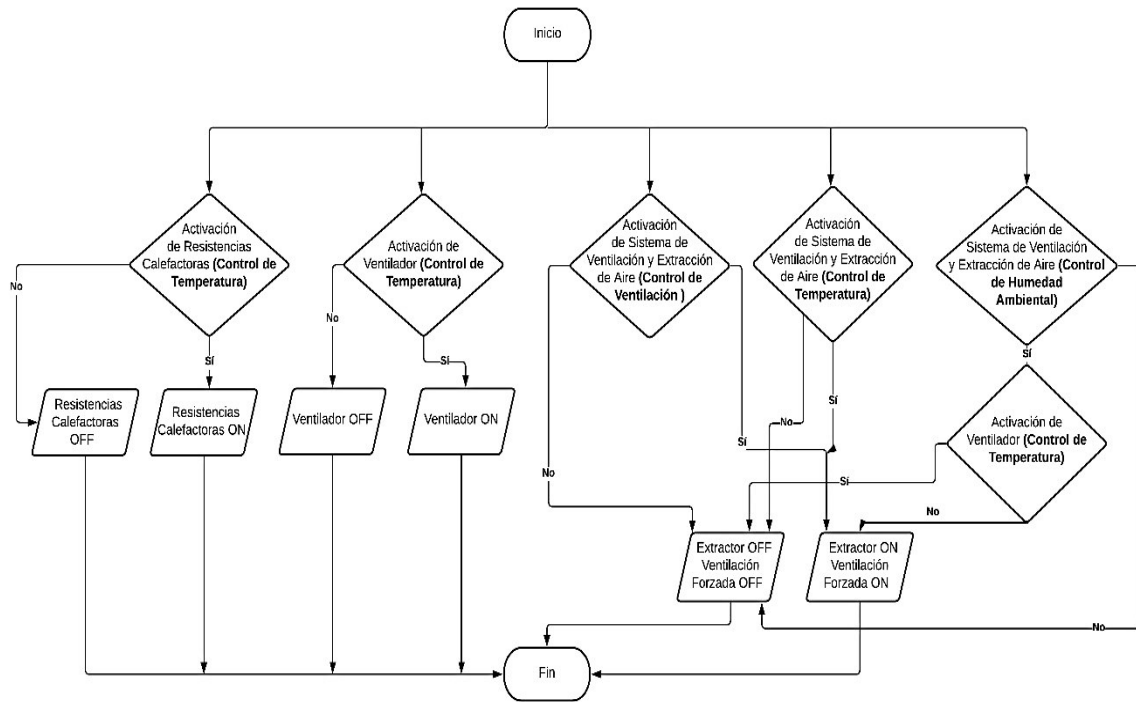 Inicio
Activación
de Resistencias
Calefactoras (Control de
Temperatura)
Activación de
Ventilador (Control de
Temperatura)
Activación
de Sistema de
Ventilación y Extracción
de Aire (Control de
Ventilación )
Activación
de Sistema de
Ventilación y Extracción
de Aire (Control de
Temperatura)
Activación de
Sistema de Ventilación
y Extracción de Aire (Control
de Humedad
Ambiental)
No
No
Sí
Sí
Sí
Sí
Resistencias
Calefactoras
OFF
Resistencias
Calefactoras ON
Ventilador OFF
Ventilador ON
Activación de
Ventilador (Control de
Temperatura)
No
Sí
No
Sí
No
Extractor OFF
Ventilación
Forzada OFF
Extractor ON
Ventilación
Forzada ON
No
Fin